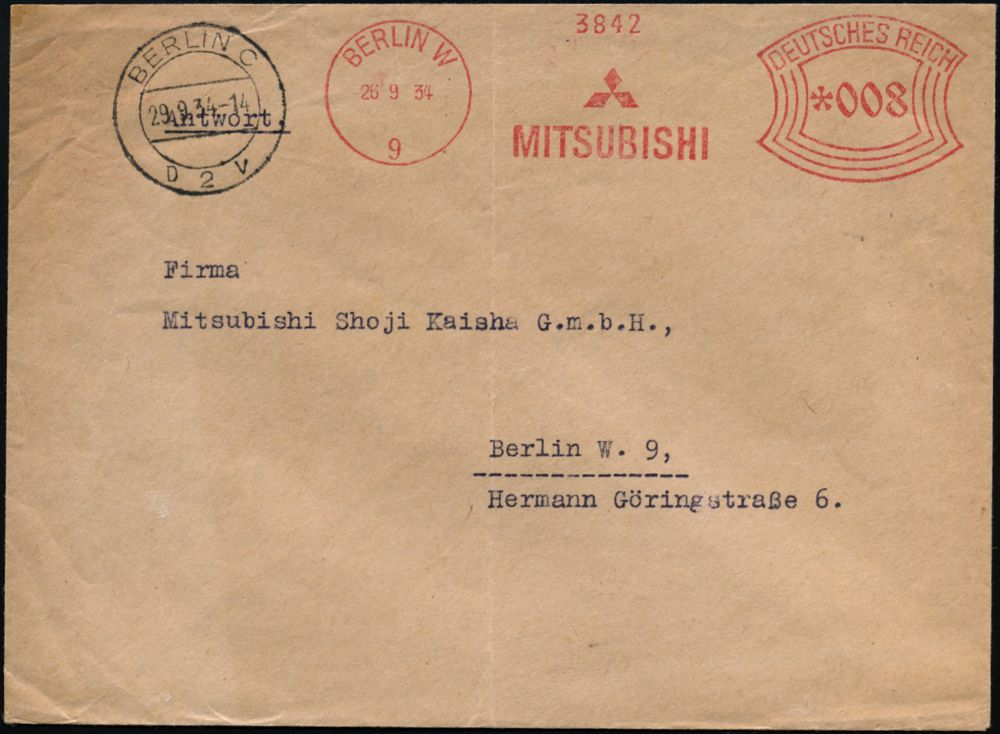 BERLIN C
29.9.34-14
D 2 V
Antwort.
BERLIN W
26 9 34
9
3842
MITSUBISHI
DEUTSCHES REICH
*008
Firma
Mitsubishi Shoji Kaisha G.m.b.H.,
Berlin W. 9,
Hermann Göringstraße 6.